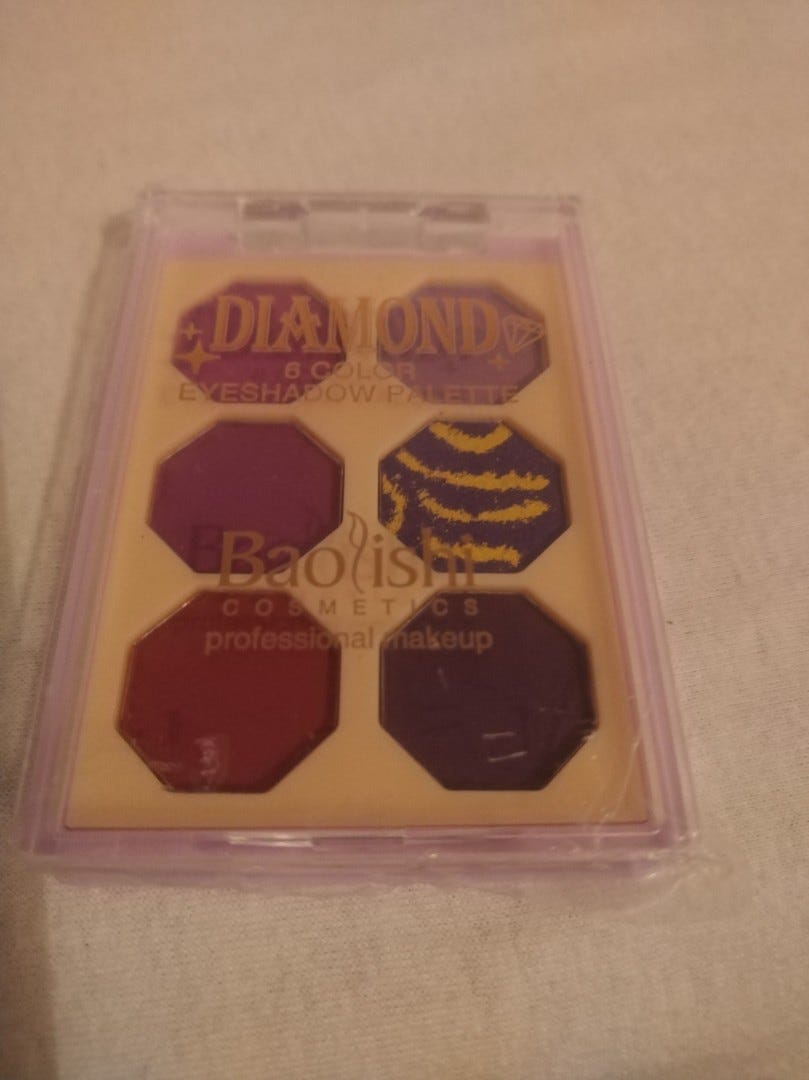 DIAMOND
6 COLOR
EYESHADOW PALETTE
Baolishi
COSMETICS
professional makeup